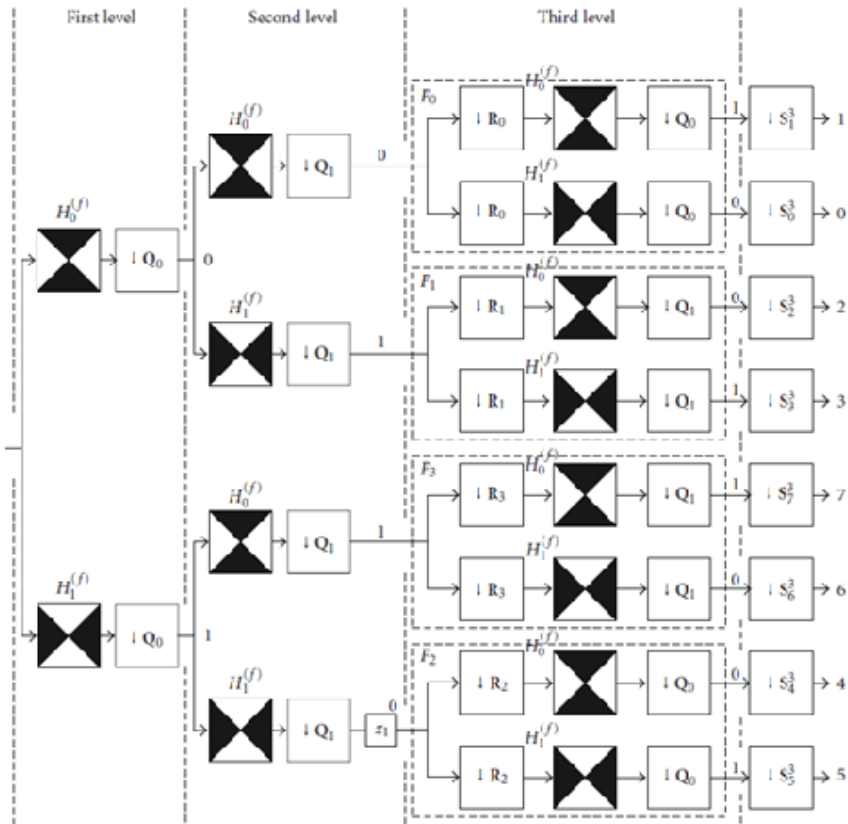 First level Second level Third level
F₀ H₀⁽ᶠ⁾
↓ R₀ ↓ Q₀ 1 ↓ S₁³ 1
H₀⁽ᶠ⁾
↓ Q₁ 0
H₁⁽ᶠ⁾
↓ R₀ ↓ Q₀ 0 ↓ S₀³ 0
H₀⁽ᶠ⁾
↓ Q₀ 0
F₁ H₀⁽ᶠ⁾
↓ R₁ ↓ Q₁ 0 ↓ S₂³ 2
H₁⁽ᶠ⁾
↓ Q₁ 1
H₁⁽ᶠ⁾
↓ R₁ ↓ Q₁ 1 ↓ S₃³ 3
F₃ H₀⁽ᶠ⁾
↓ R₃ ↓ Q₁ 1 ↓ S₇³ 7
H₀⁽ᶠ⁾
↓ Q₁ 1
H₁⁽ᶠ⁾
↓ R₃ ↓ Q₁ 0 ↓ S₆³ 6
H₁⁽ᶠ⁾
↓ Q₀ 1
F₂ H₀⁽ᶠ⁾
↓ R₂ ↓ Q₀ 0 ↓ S₄³ 4
H₁⁽ᶠ⁾
↓ Q₁ z₁ 0
H₁⁽ᶠ⁾
↓ R₂ ↓ Q₀ 1 ↓ S₅³ 5